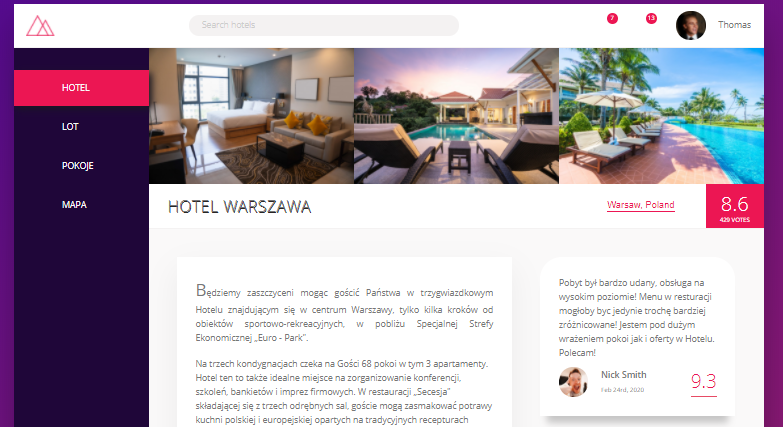 Search hotels
7
13
Thomas
HOTEL
LOT
POKOJE
MAPA
HOTEL WARSZAWA
Warsaw, Poland
8.6
429 VOTES
Będziemy zaszczyceni mogąc gościć Państwa w trzygwiazdkowym
Hotelu znajdującym się w centrum Warszawy, tylko kilka kroków od
obiektów sportowo-rekreacyjnych, w pobliżu Specjalnej Strefy
Ekonomicznej „Euro - Park".
Na trzech kondygnacjach czeka na Gości 68 pokoi w tym 3 apartamenty.
Hotel ten to także idealne miejsce na zorganizowanie konferencji,
szkoleń, bankietów i imprez firmowych. W restauracji „Secesja"
składającej się z trzech odrębnych sal, goście mogą zasmakować potrawy
kuchni polskiej i europejskiej opartych na tradycyjnych recepturach
Pobyt był bardzo udany, obsługa na
wysokim poziomie! Menu w resturacji
mogłoby byc jedynie trochę bardziej
zróżnicowane! Jestem pod dużym
wrażeniem pokoi jak i oferty w Hotelu.
Polecam!
Nick Smith
Feb 24rd, 2020
9.3